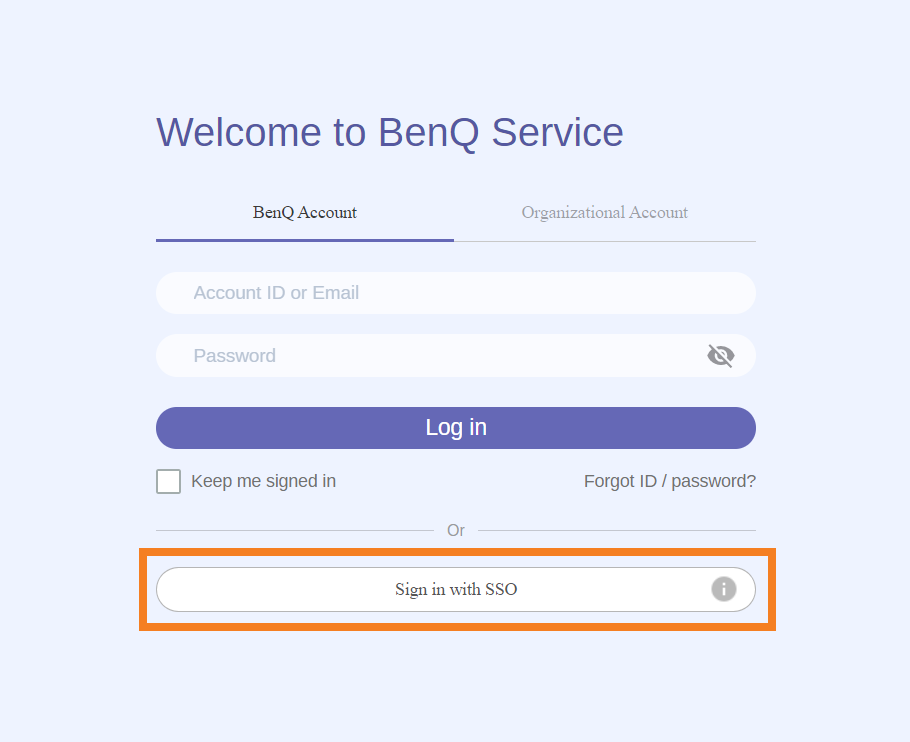 Welcome to BenQ Service
BenQ Account
Organizational Account
Account ID or Email
Password
Log in
Keep me signed in
Forgot ID / password?
Or
Sign in with SSO